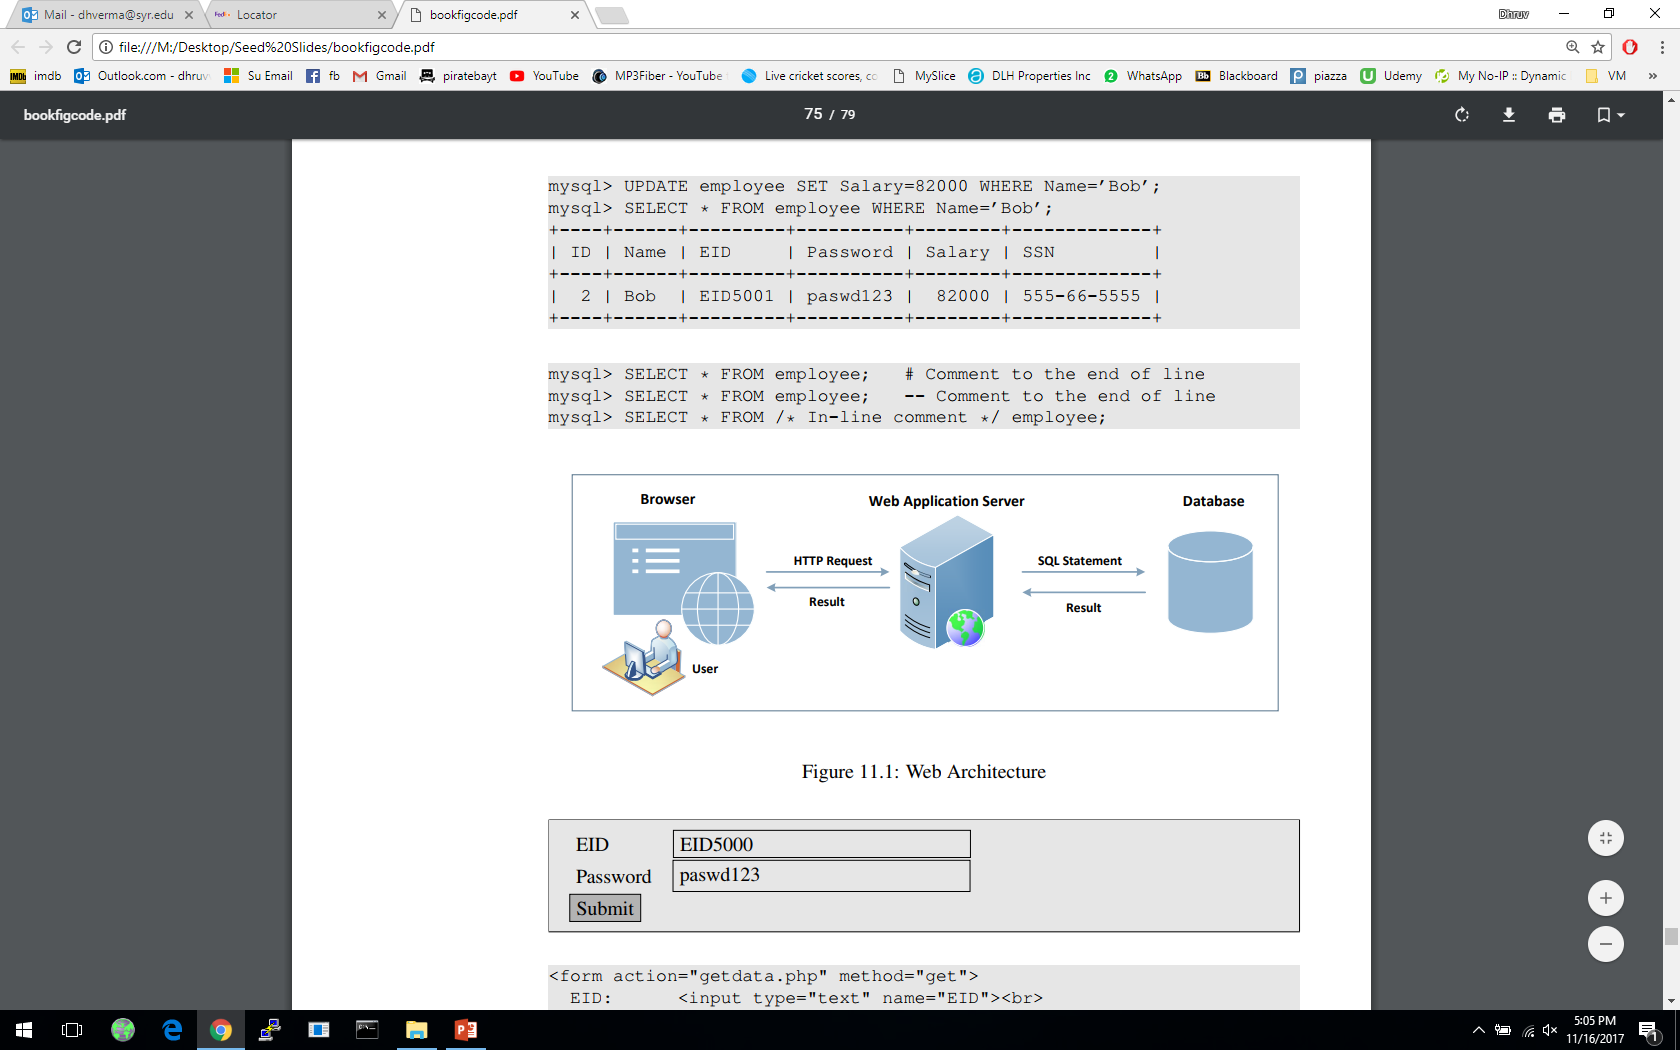 Mail - dhverma@syr.edu
FedEx Locator
bookfigcode.pdf
Dhruv
file:///M:/Desktop/Seed%20Slides/bookfigcode.pdf
IMDb imdb
Outlook.com - dhruv
Su Email
fb
Gmail
piratebayt
YouTube
MP3Fiber - YouTube
Live cricket scores, co
MySlice
DLH Properties Inc
2 WhatsApp
Bb Blackboard
piazza
Udemy
My No-IP :: Dynamic
VM
»
bookfigcode.pdf
75 / 79
mysql> UPDATE employee SET Salary=82000 WHERE Name=’Bob’;
mysql> SELECT * FROM employee WHERE Name=’Bob’;
+----+------+---------+----------+--------+-------------+
| ID | Name | EID     | Password | Salary | SSN         |
+----+------+---------+----------+--------+-------------+
|  2 | Bob  | EID5001 | paswd123 |  82000 | 555-66-5555 |
+----+------+---------+----------+--------+-------------+
mysql> SELECT * FROM employee;   # Comment to the end of line
mysql> SELECT * FROM employee;   -- Comment to the end of line
mysql> SELECT * FROM /* In-line comment */ employee;
Browser
Web Application Server
Database
HTTP Request
Result
SQL Statement
Result
User
Figure 11.1: Web Architecture
EID EID5000
Password paswd123
Submit
<form action="getdata.php" method="get">
  EID:      <input type="text" name="EID"><br>
5:05 PM
11/16/2017
1